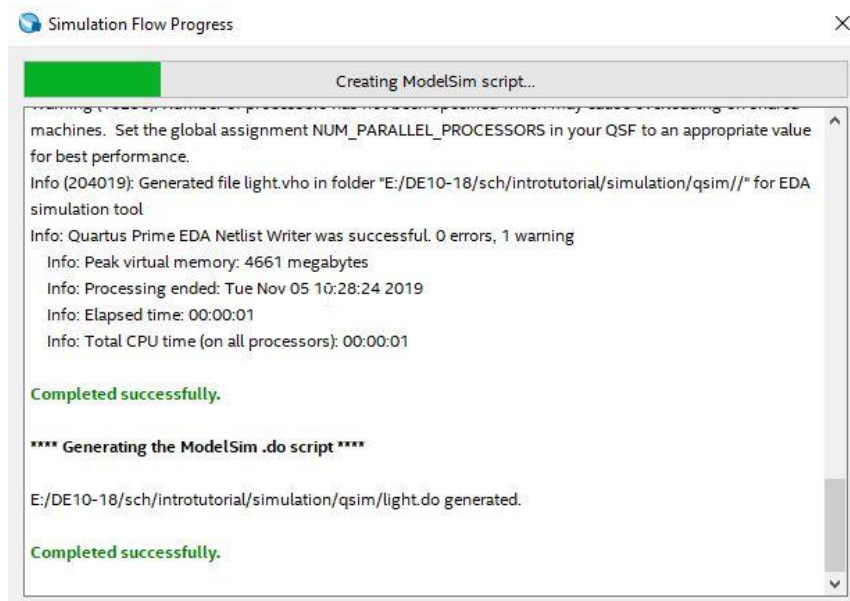 Simulation Flow Progress
Creating ModelSim script...
machines. Set the global assignment NUM_PARALLEL_PROCESSORS in your QSF to an appropriate value
for best performance.
Info (204019): Generated file light.vho in folder "E:/DE10-18/sch/introtutorial/simulation/qsim//" for EDA
simulation tool
Info: Quartus Prime EDA Netlist Writer was successful. 0 errors, 1 warning
Info: Peak virtual memory: 4661 megabytes
Info: Processing ended: Tue Nov 05 10:28:24 2019
Info: Elapsed time: 00:00:01
Info: Total CPU time (on all processors): 00:00:01
Completed successfully.
**** Generating the ModelSim .do script ****
E:/DE10-18/sch/introtutorial/simulation/qsim/light.do generated.
Completed successfully.